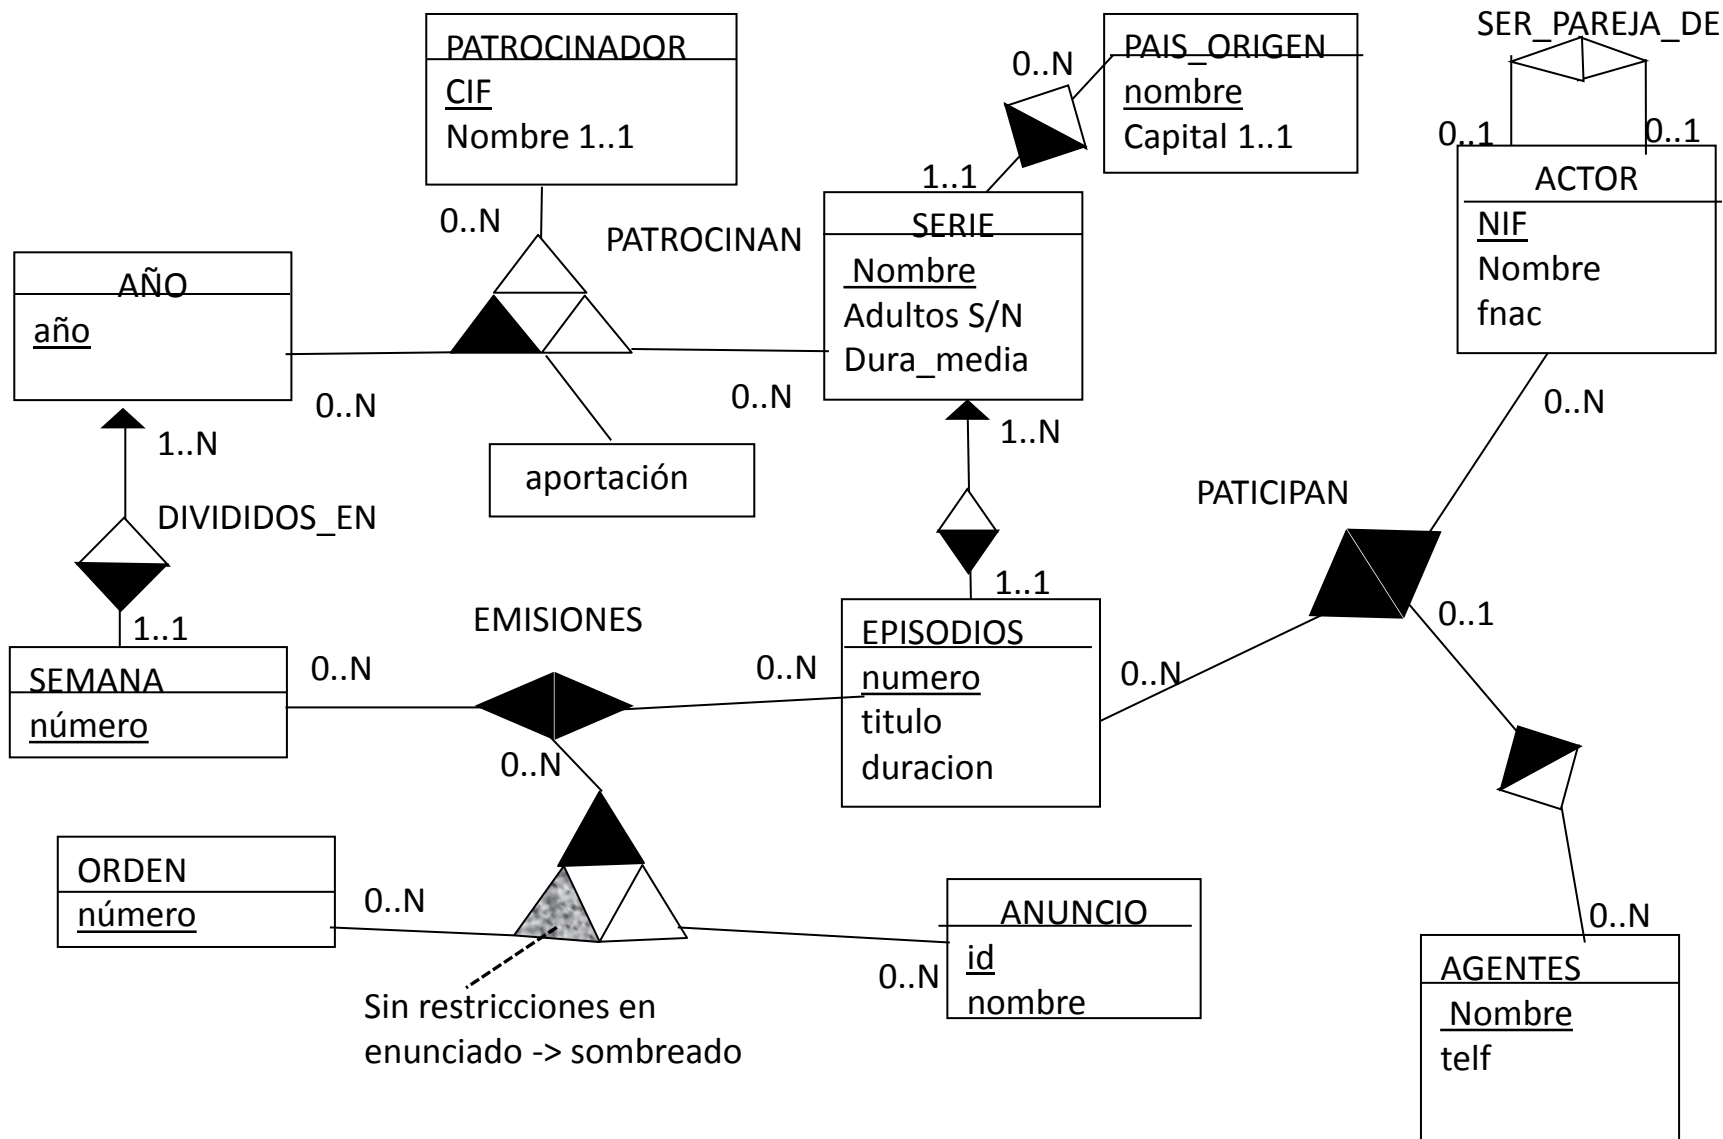 SER_PAREJA_DE
PATROCINADOR
CIF
Nombre 1..1
0..N
PAIS_ORIGEN
nombre
Capital 1..1
0..1
0..1
ACTOR
NIF
Nombre
fnac
0..N
PATROCINAN
1..1
SERIE
Nombre
Adultos S/N
Dura_media
AÑO
año
0..N
0..N
0..N
1..N
aportación
1..N
DIVIDIDOS_EN
PATICIPAN
1..1
EMISIONES
1..1
0..1
SEMANA
número
0..N
0..N
EPISODIOS
numero
titulo
duracion
0..N
0..N
ORDEN
número
0..N
ANUNCIO
id
nombre
0..N
0..N
AGENTES
Nombre
telf
Sin restricciones en
enunciado -> sombreado